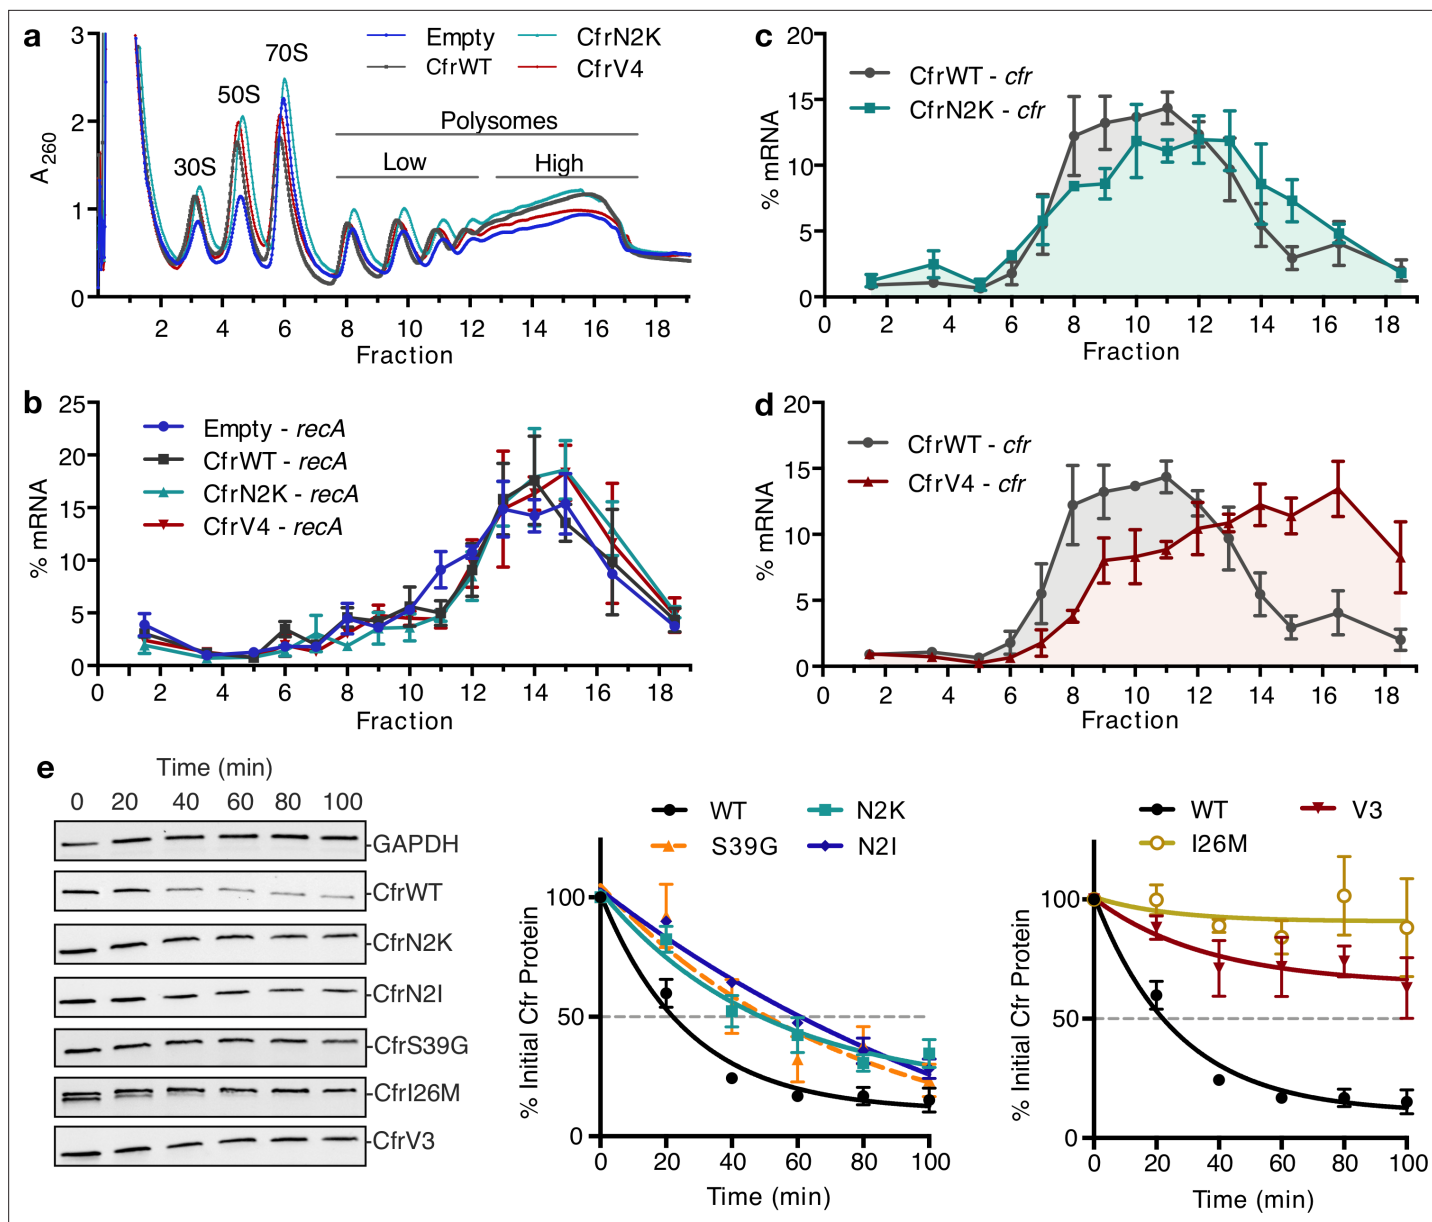 a
3
2
1
0
A260
30S
50S
70S
Empty
CfrN2K
CfrWT
CfrV4
Polysomes
Low
High
2 4 6 8 10 12 14 16 18
Fraction
c
20
15
10
5
0
% mRNA
CfrWT - cfr
CfrN2K - cfr
0 2 4 6 8 10 12 14 16 18
Fraction
b
25
20
15
10
5
0
% mRNA
Empty - recA
CfrWT - recA
CfrN2K - recA
CfrV4 - recA
0 2 4 6 8 10 12 14 16 18
Fraction
d
20
15
10
5
0
% mRNA
CfrWT - cfr
CfrV4 - cfr
0 2 4 6 8 10 12 14 16 18
Fraction
e
Time (min)
0 20 40 60 80 100
-GAPDH
-CfrWT
-CfrN2K
-CfrN2I
-CfrS39G
-CfrI26M
-CfrV3
WT
N2K
S39G
N2I
100
50
0
% Initial Cfr Protein
0 20 40 60 80 100
Time (min)
WT
V3
I26M
100
50
0
% Initial Cfr Protein
0 20 40 60 80 100
Time (min)